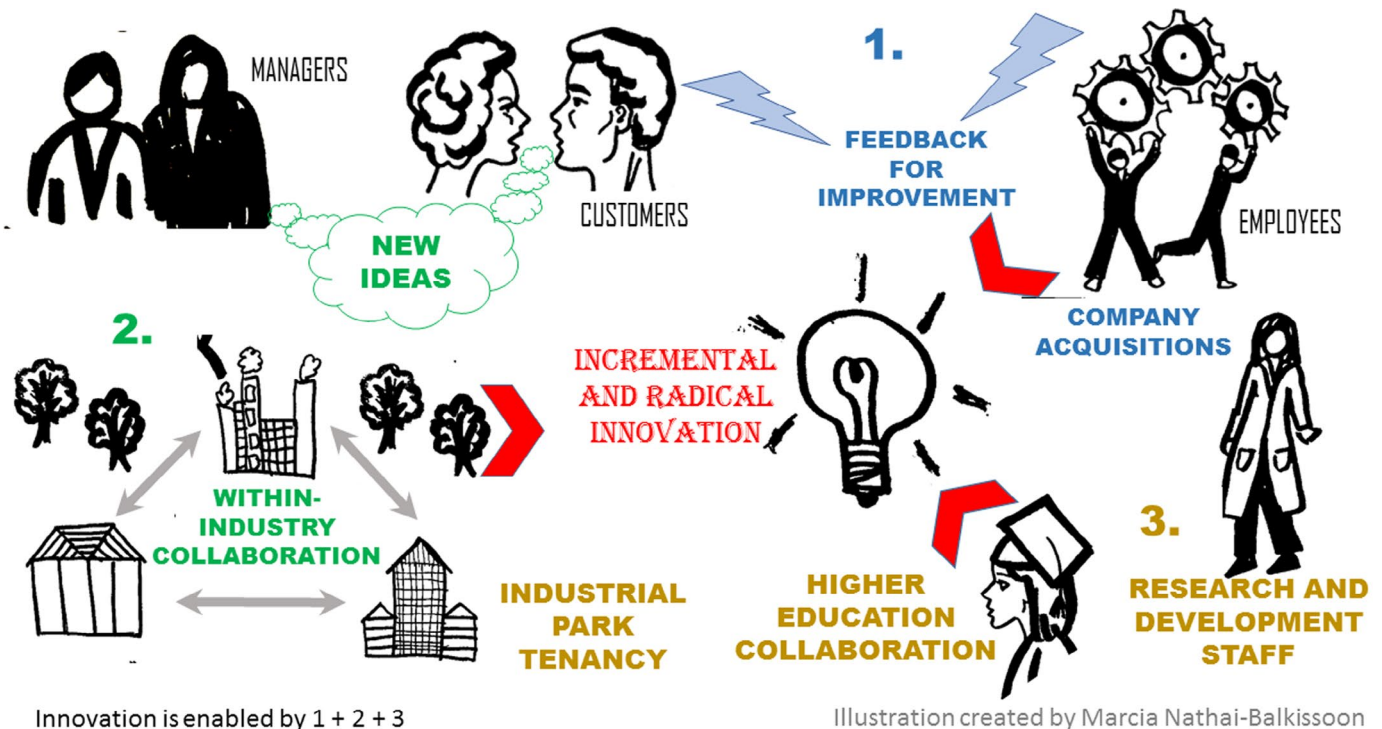 MANAGERS
CUSTOMERS
NEW
IDEAS
1.
FEEDBACK
FOR
IMPROVEMENT
EMPLOYEES
COMPANY
ACQUISITIONS
2.
WITHIN-
INDUSTRY
COLLABORATION
INCREMENTAL
AND RADICAL
INNOVATION
INDUSTRIAL
PARK
TENANCY
HIGHER
EDUCATION
COLLABORATION
3.
RESEARCH AND
DEVELOPMENT
STAFF
Innovation is enabled by 1 + 2 + 3
Illustration created by Marcia Nathai-Balkissoon